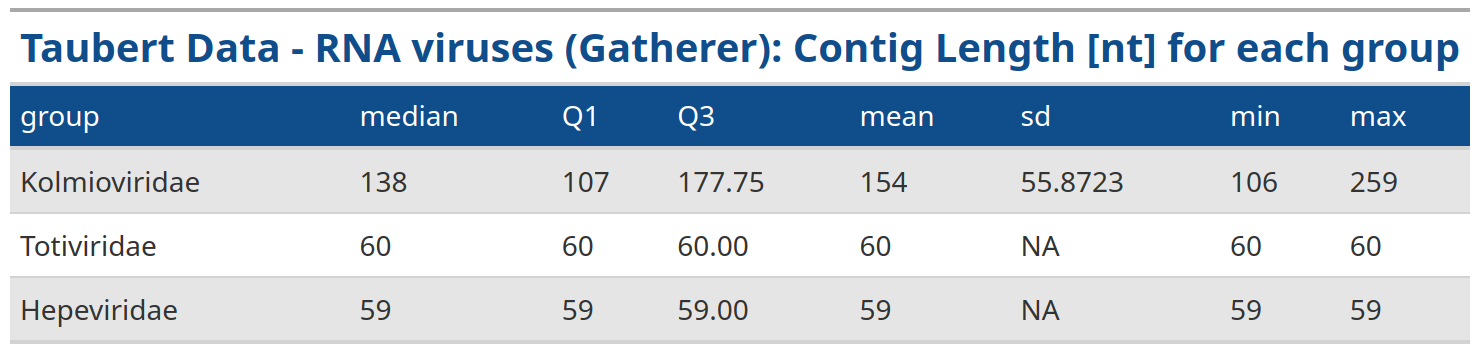 Taubert Data - RNA viruses (Gatherer): Contig Length [nt] for each group
group median Q1 Q3 mean sd min max
Kolmioviridae 138 107 177.75 154 55.8723 106 259
Totiviridae 60 60 60.00 60 NA 60 60
Hepeviridae 59 59 59.00 59 NA 59 59